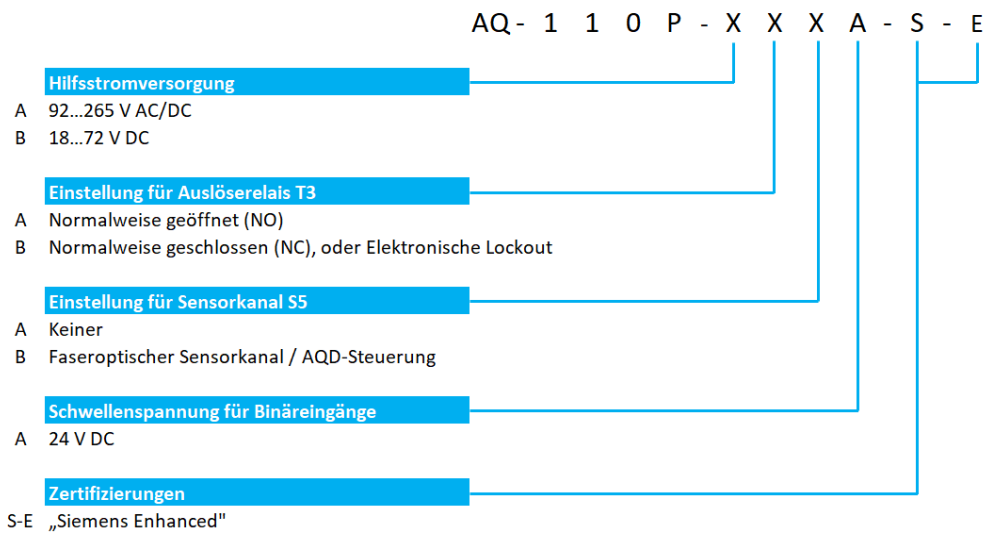 AQ - 1 1 0 P - X X X A - S - E
Hilfsstromversorgung
A 92...265 V AC/DC
B 18...72 V DC
Einstellung für Auslöserelais T3
A Normalweise geöffnet (NO)
B Normalweise geschlossen (NC), oder Elektronische Lockout
Einstellung für Sensorkanal S5
A Keiner
B Faseroptischer Sensorkanal / AQD-Steuerung
Schwellenspannung für Binäreingänge
A 24 V DC
Zertifizierungen
S-E „Siemens Enhanced"